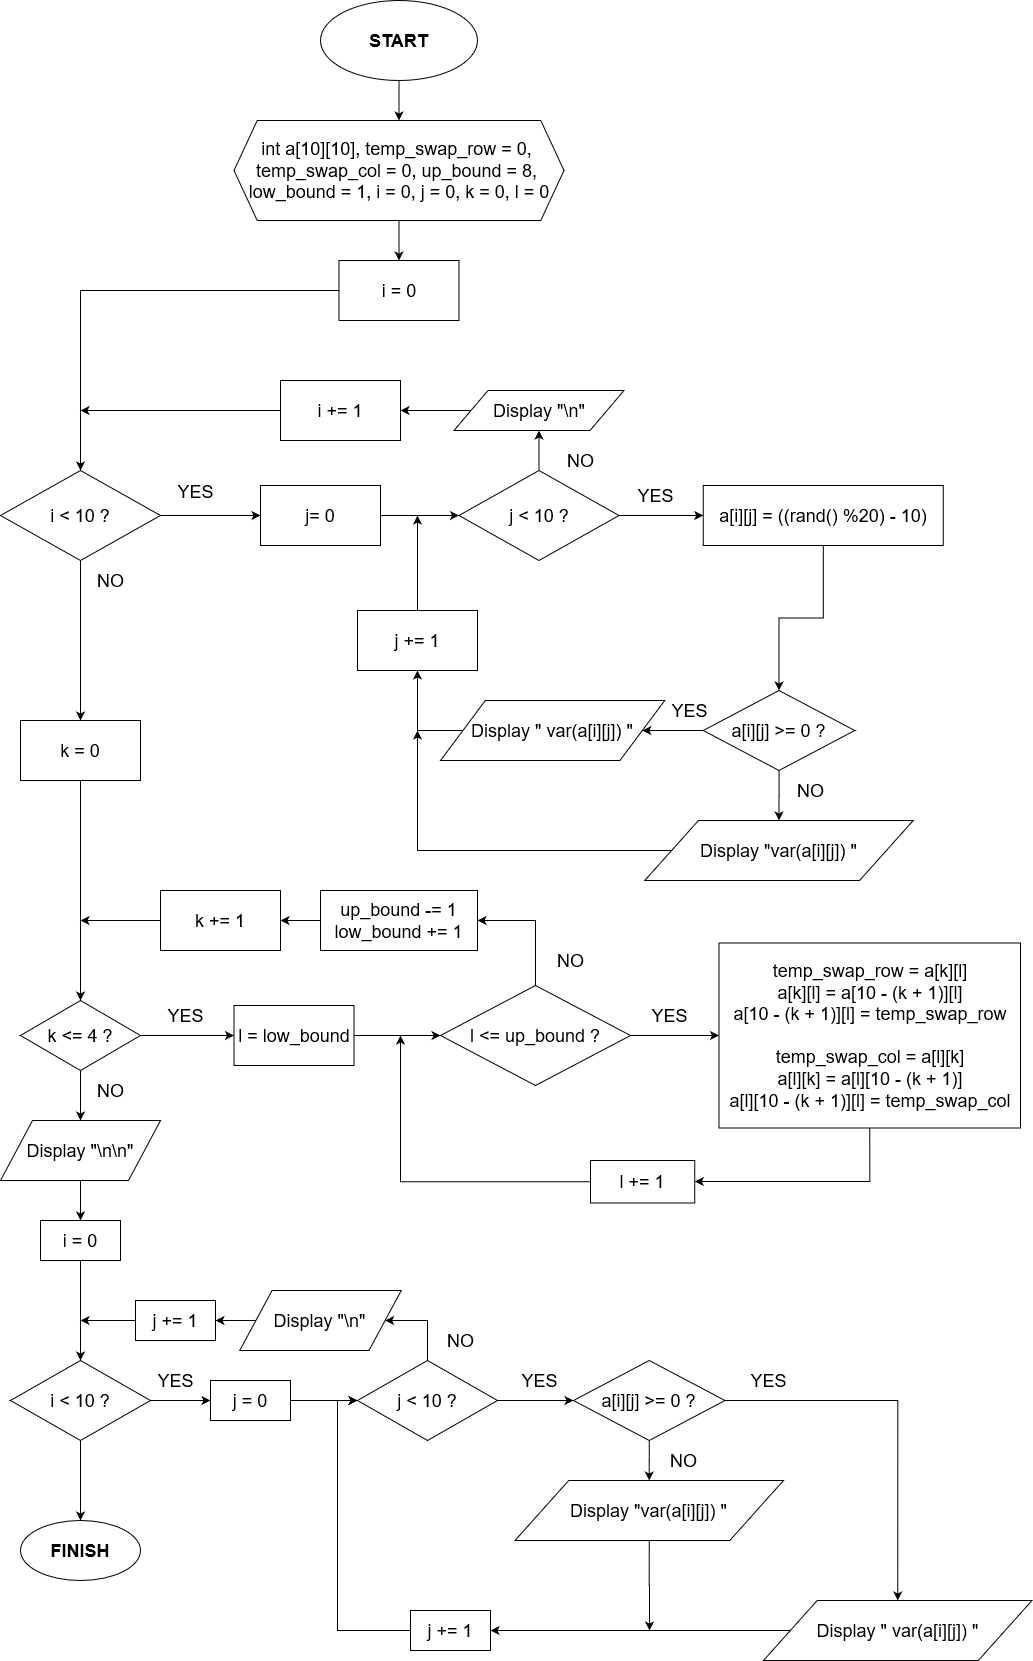 START
int a[10][10], temp_swap_row = 0,
temp_swap_col = 0, up_bound = 8,
low_bound = 1, i = 0, j = 0, k = 0, l = 0
i = 0
i += 1
Display "\n"
NO
i < 10 ?
YES
j= 0
j < 10 ?
YES
a[i][j] = ((rand() %20) - 10)
NO
j += 1
k = 0
Display " var(a[i][j]) "
YES
a[i][j] >= 0 ?
NO
Display "var(a[i][j]) "
k += 1
up_bound -= 1
low_bound += 1
NO
k <= 4 ?
YES
l = low_bound
l <= up_bound ?
YES
temp_swap_row = a[k][l]
a[k][l] = a[10 - (k + 1)][l]
a[10 - (k + 1)][l] = temp_swap_row
temp_swap_col = a[l][k]
a[l][k] = a[l][10 - (k + 1)]
a[l][10 - (k + 1)][l] = temp_swap_col
NO
Display "\n\n"
l += 1
i = 0
j += 1
Display "\n"
NO
i < 10 ?
YES
j = 0
j < 10 ?
YES
a[i][j] >= 0 ?
YES
NO
Display "var(a[i][j]) "
FINISH
j += 1
Display " var(a[i][j]) "